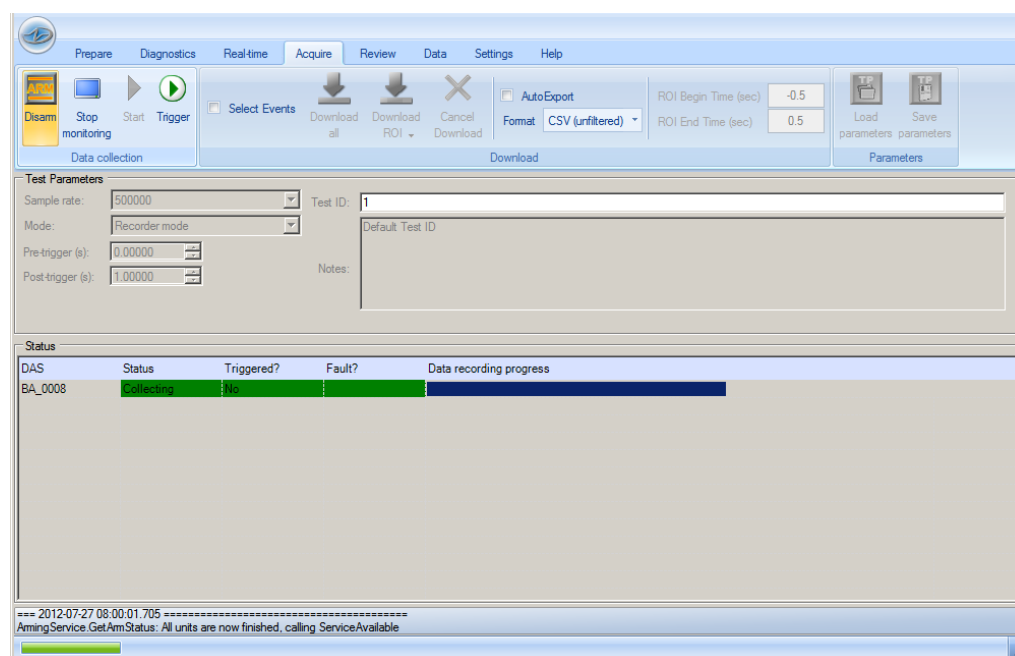 Prepare Diagnostics Real-time Acquire Review Data Settings Help
ARM
Disarm
Stop monitoring
Start
Trigger
Data collection
Select Events
Download all
Download ROI
Cancel Download
AutoExport
Format CSV (unfiltered)
ROI Begin Time (sec) -0.5
ROI End Time (sec) 0.5
Download
TP
Load parameters
TP
Save parameters
Parameters
Test Parameters
Sample rate: 500000
Mode: Recorder mode
Pre-trigger (s): 0.00000
Post-trigger (s): 1.00000
Test ID: 1
Notes: Default Test ID
Status
DAS Status Triggered? Fault? Data recording progress
BA_0008 Collecting No
=== 2012-07-27 08:00:01.705 =======================================
ArmingService.GetArmStatus: All units are now finished, calling ServiceAvailable